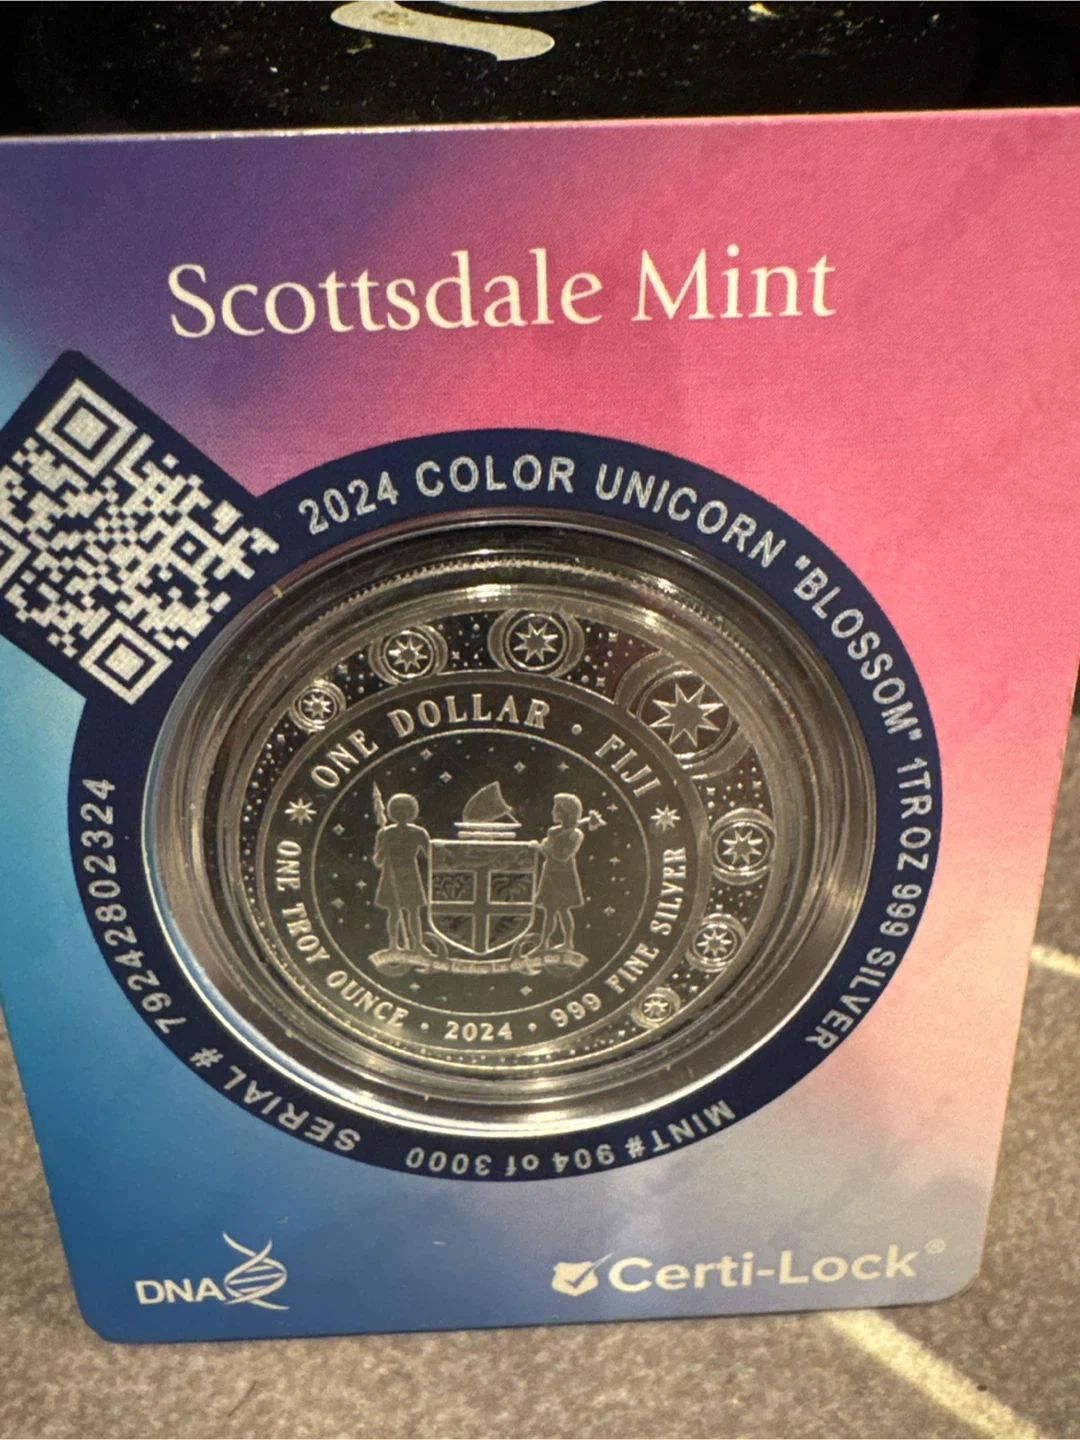 Scottsdale Mint
2024 COLOR UNICORN "BLOSSOM" 1TROZ 999 SILVER
MINT# 904 of 3000
SERIAL # 79242802324
ONE DOLLAR · FIJI
ONE TROY OUNCE · 2024 · 999 FINE SILVER
DNA
Certi-Lock®